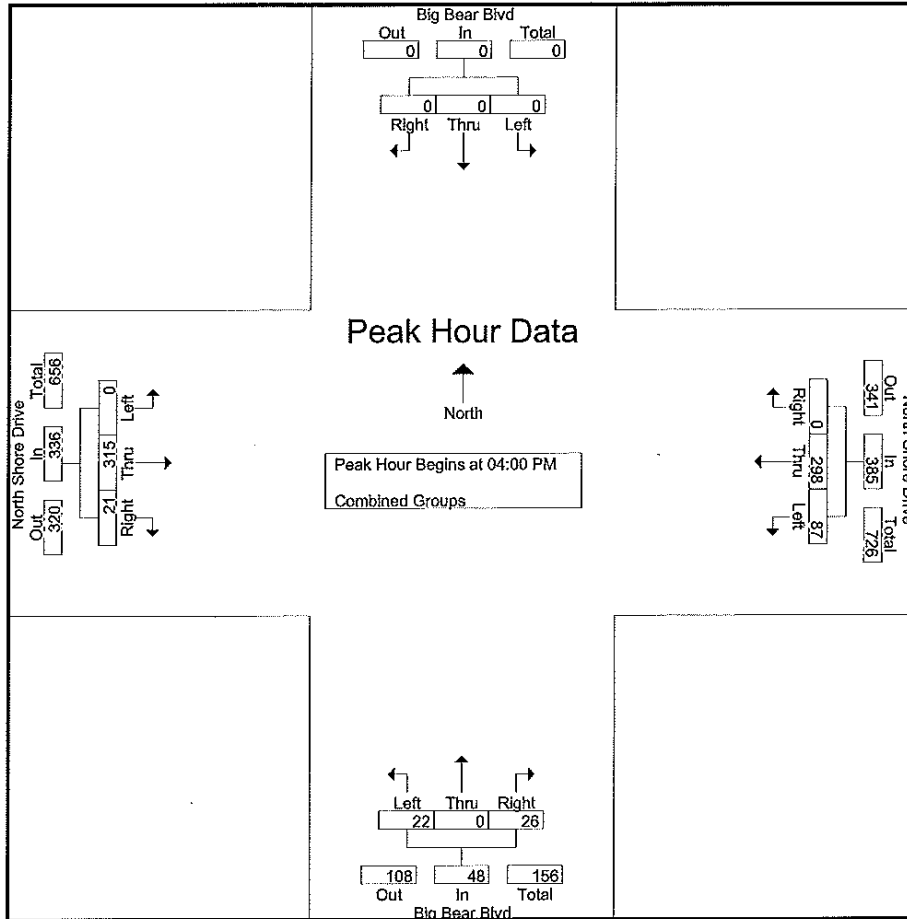 Big Bear Blvd
Out In Total
0 0 0
0 0 0
Right Thru Left
Peak Hour Data
North
Peak Hour Begins at 04:00 PM
Combined Groups
North Shore Drive
Out In Total
320 336 656
21 315 0
Right Thru Left
Out In Total
341 385 726
0 298 87
Right Thru Left
Left Thru Right
22 0 26
108 48 156
Out In Total
Big Bear Blvd